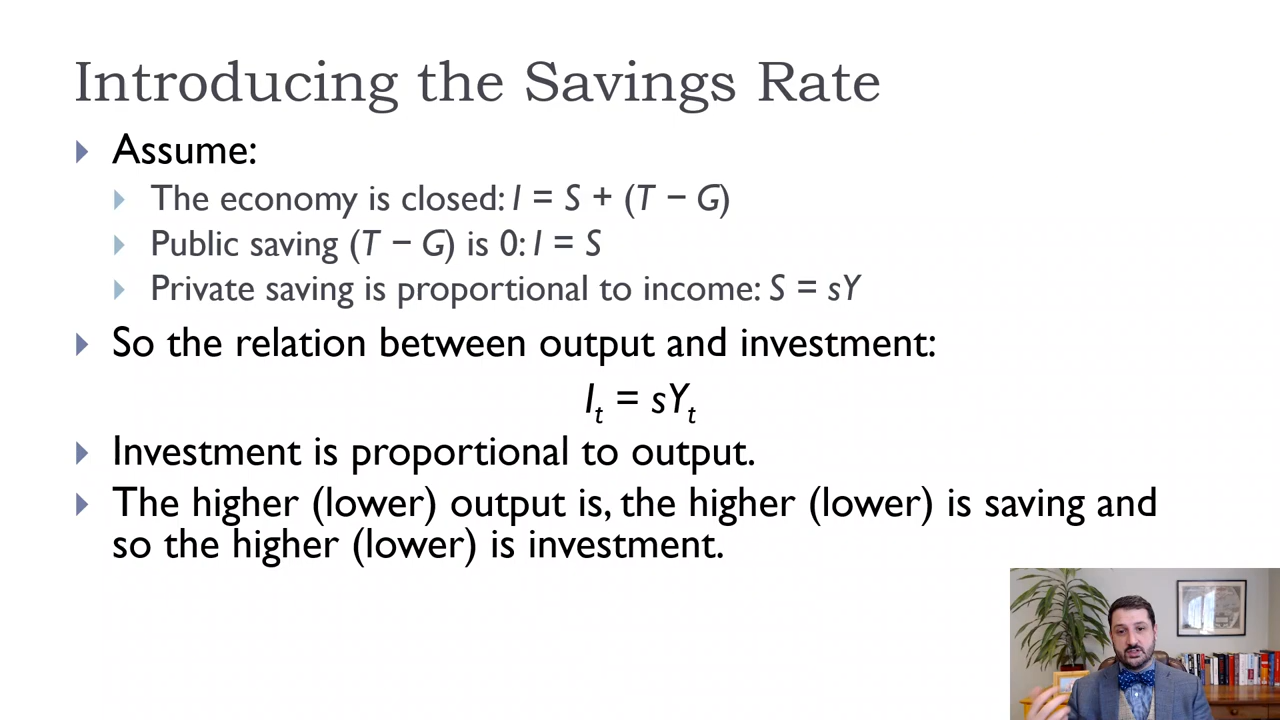 Introducing the Savings Rate
Assume:
The economy is closed: I = S + (T − G)
Public saving (T − G) is 0: I = S
Private saving is proportional to income: S = sY
So the relation between output and investment:
Iₜ = sYₜ
Investment is proportional to output.
The higher (lower) output is, the higher (lower) is saving and
so the higher (lower) is investment.